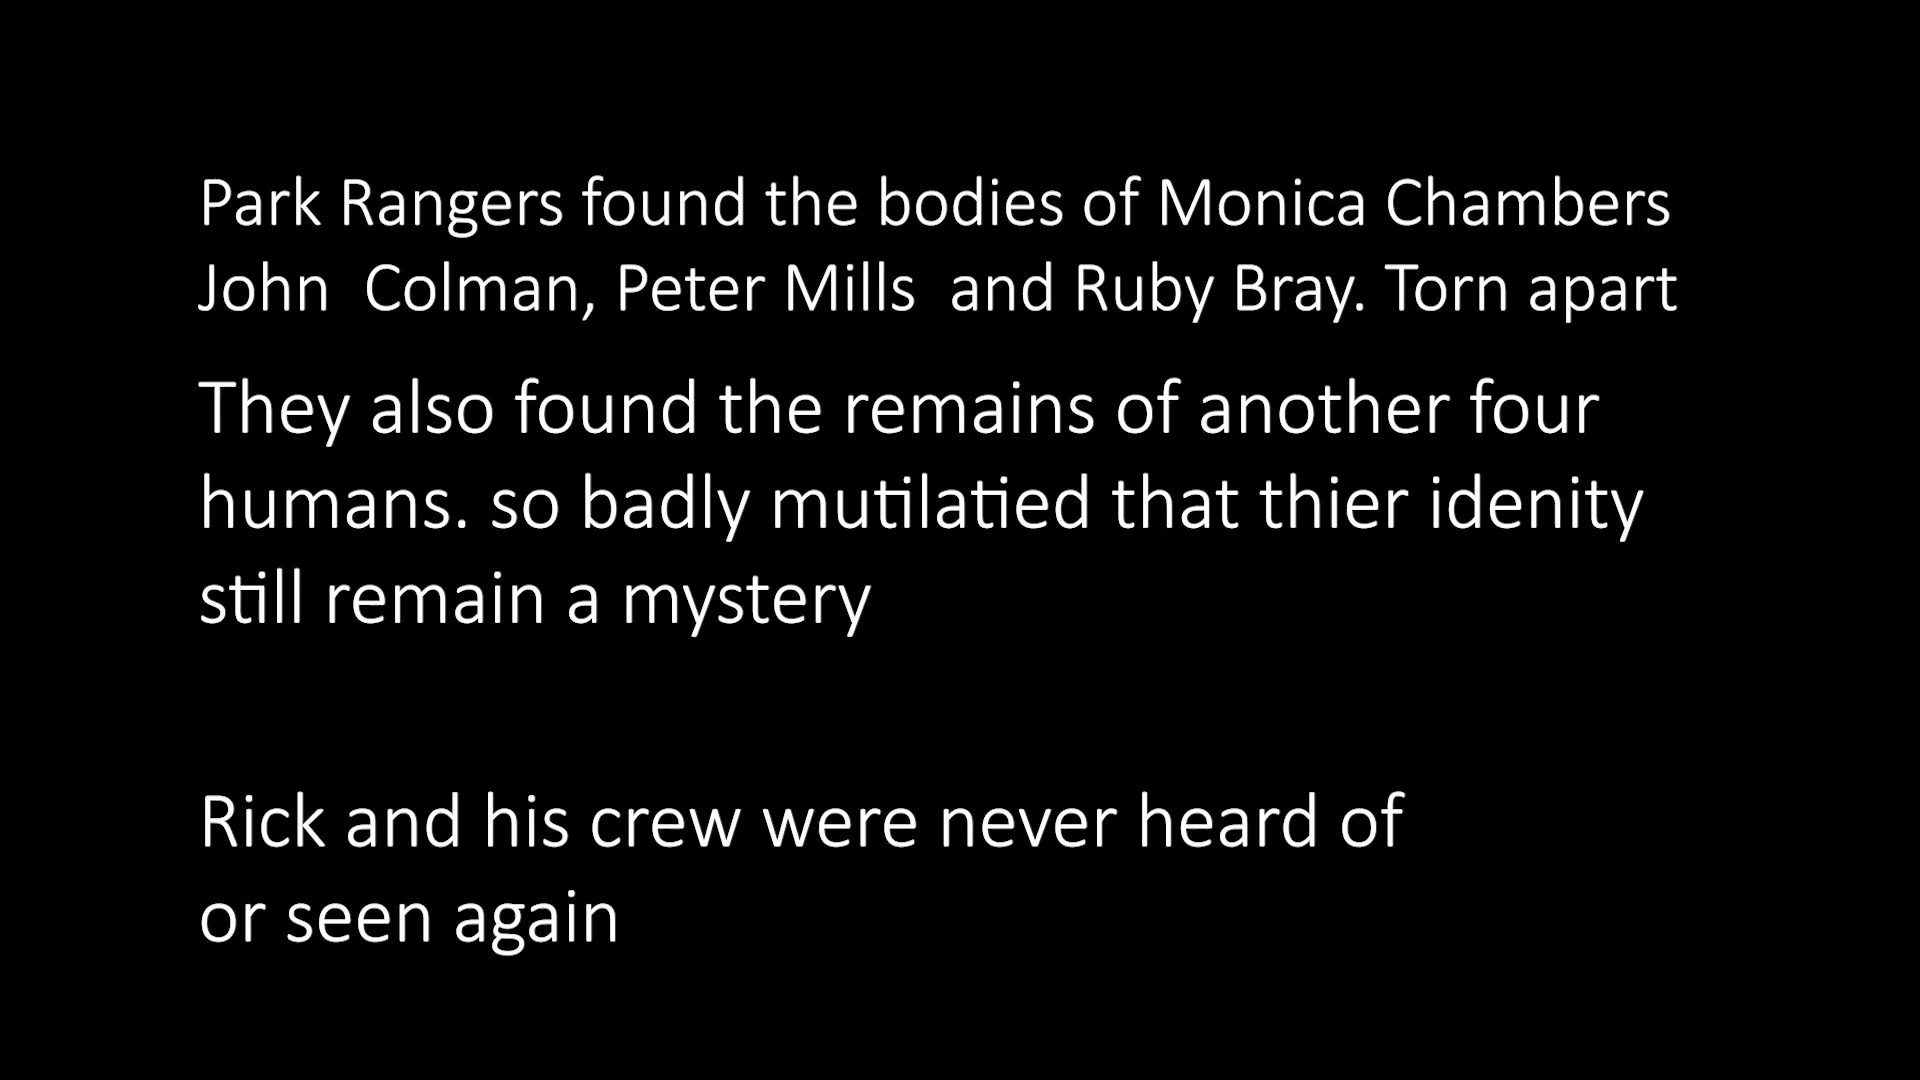 Park Rangers found the bodies of Monica Chambers
John  Colman, Peter Mills  and Ruby Bray. Torn apart
They also found the remains of another four
humans. so badly mutilatied that thier idenity
still remain a mystery
Rick and his crew were never heard of
or seen again